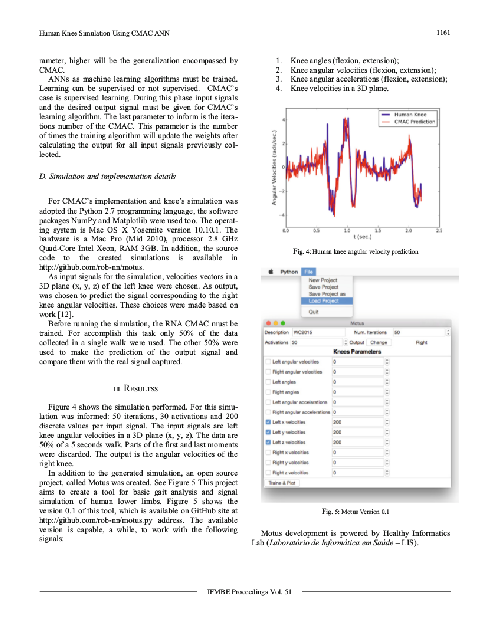 Human Knee Simulation Using CMAC ANN
1061
rameter, higher will be the generalization encompassed by
CMAC.
ANNs as machine learning algorithms must be trained.
Learning can be supervised or not supervised. CMAC's
case is supervised learning. During this phase input signals
and the desired output signal must be given for CMAC's
learning algorithm. The last parameter to inform is the itera-
tions number of the CMAC. This parameter is the number
of times the training algorithm will update the weights after
calculating the output for all input signals previously col-
lected.
D. Simulation and implementation details
For CMAC's implementation and knee's simulation was
adopted the Python 2.7 programming language, the software
packages NumPy and Matplotlib were used too. The operat-
ing system is Mac OS X Yosemite version 10.10.1. The
hardware is a Mac Pro (Mid 2010), processor 2.8 GHz
Quad-Core Intel Xeon, RAM 3GB. In addition, the source
code to the created simulations is available in
http://github.com/rob-nn/motus.
As input signals for the simulation, velocities vectors in a
3D plane (x, y, z) of the left knee were chosen. As output,
was chosen to predict the signal corresponding to the right
knee angular velocities. These choices were made based on
work [12].
Before running the simulation, the RNA CMAC must be
trained. For accomplish this task only 50% of the data
collected in a single walk were used. The other 50% were
used to make the prediction of the output signal and
compare them with the real signal captured.
III. Results
Figure 4 shows the simulation performed. For this simu-
lation was informed: 50 iterations, 30 activations and 200
discrete values per input signal. The input signals are left
knee angular velocities in a 3D plane (x, y, z). The data are
50% of a 5 seconds walk. Parts of the first and last moments
were discarded. The output is the angular velocities of the
right knee.
In addition to the generated simulation, an open source
project, called Motus was created. See Figure 5 This project
aims to create a tool for basic gait analysis and signal
simulation of human lower limbs. Figure 5 shows the
version 0.1 of this tool, which is available on GitHub site at
http://github.com/rob-nn/motus.py address. The available
version is capable, a while, to work with the following
signals:
1. Knee angles (flexion, extension);
2. Knee angular velocities (flexion, extension);
3. Knee angular accelerations (flexion, extension);
4. Knee velocities in a 3D plane.
Human Knee
CMAC Prediction
Angular Velocities (rads/sec.)
4
2
0
-2
-4
0.0 0.5 1.0 1.5 2.0 2.5
t (sec.)
Fig. 4: Human knee angular velocity prediction
Python File
New Project
Save Project
Save Project as
Load Project
Quit
Motus
Description Num. Iterations 50
Activations Output Change Right
Knees Parameters
Left angular velocities 0
Right angular velocities 0
Left angles 0
Right angles 0
Left angular accelerations 0
Right angular accelerations 0
Left x velocities 200
Left y velocities 200
Left z velocities 200
Right x velocities 0
Right y velocities 0
Right z velocities 0
Trains & Plot
Fig. 5: Motus Version 0.1
Motus development is powered by Healthy Informatics
Lab (Laboratório de Informática em Saúde – LIS).
IFMBE Proceedings Vol. 51